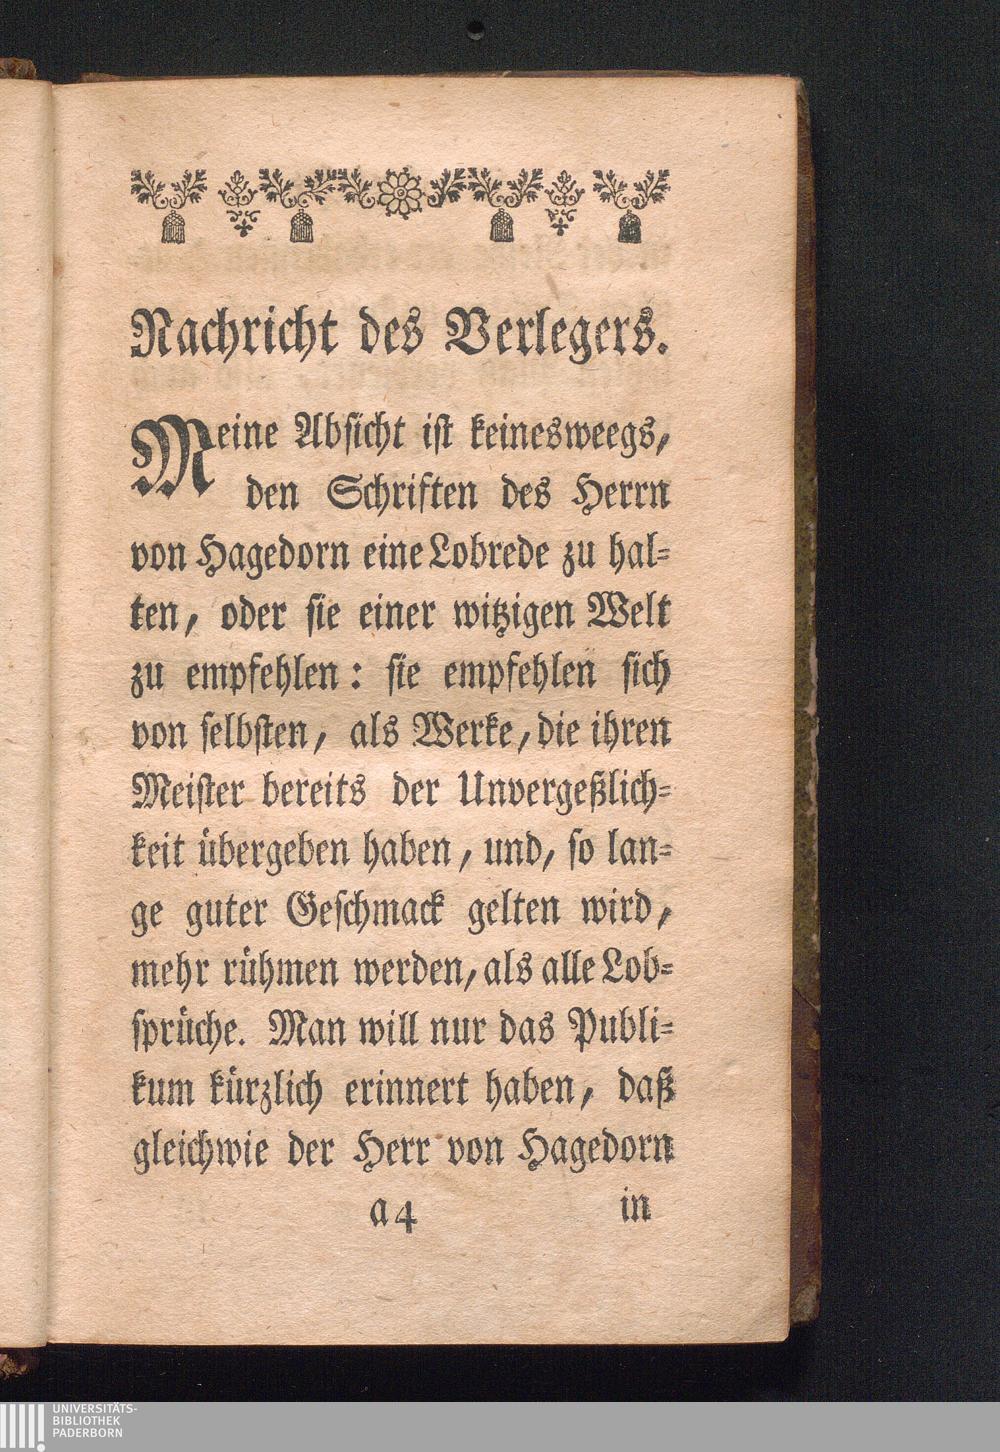 Nachricht des Verlegers.
Meine Absicht ist keinesweegs,
den Schriften des Herrn
von Hagedorn eine Lobrede zu hal-
ten, oder sie einer witzigen Welt
zu empfehlen: sie empfehlen sich
von selbsten, als Werke, die ihren
Meister bereits der Unvergeßlich-
keit übergeben haben, und, so lan-
ge guter Geschmack gelten wird,
mehr rühmen werden, als alle Lob-
sprüche. Man will nur das Publi-
kum kürzlich erinnert haben, daß
gleichwie der Herr von Hagedorn
a4 in
UNIVERSITÄTS-
BIBLIOTHEK
PADERBORN